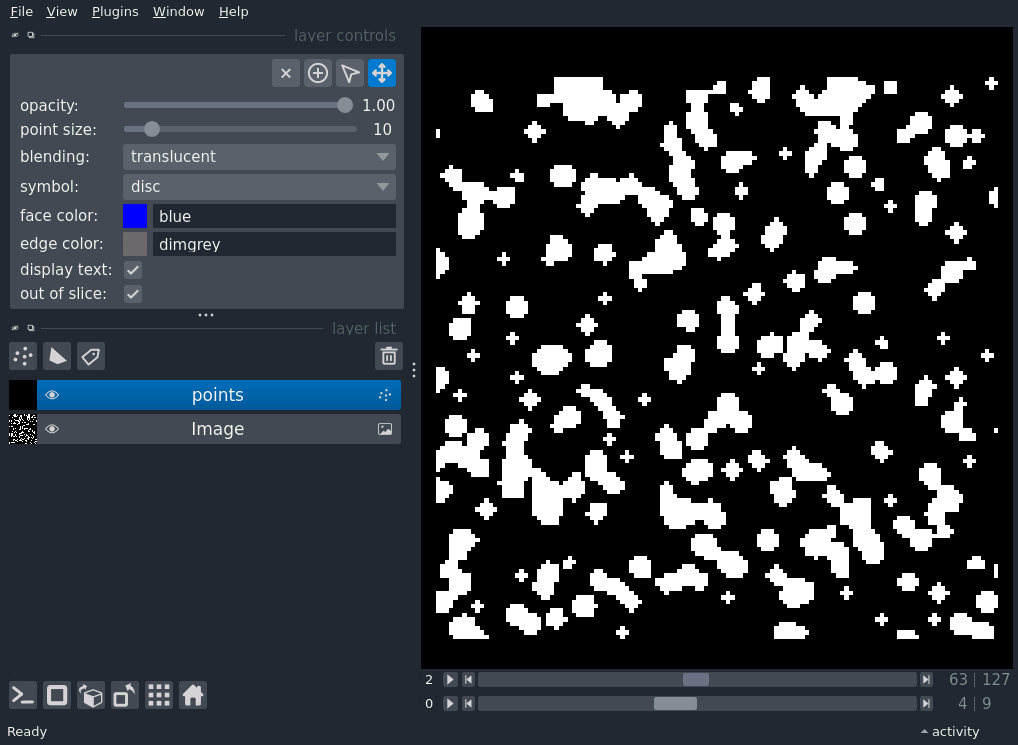 File View Plugins Window Help
layer controls
opacity: 1.00
point size: 10
blending: translucent
symbol: disc
face color: blue
edge color: dimgrey
display text:
out of slice:
layer list
points
Image
2 63 | 127
0 4 | 9
Ready activity